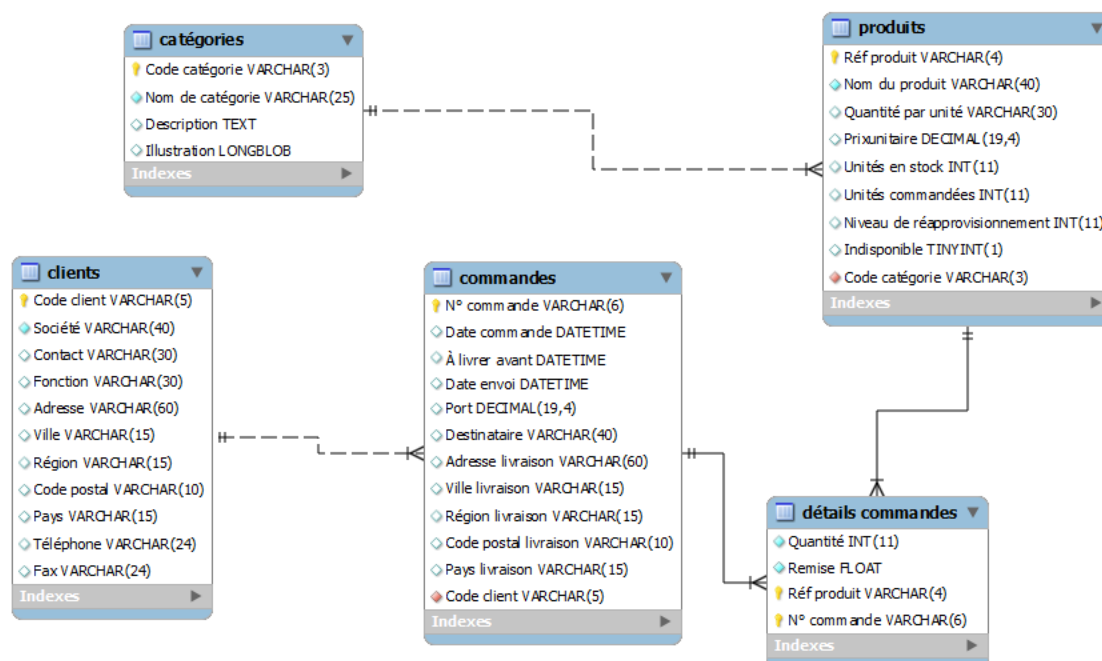 catégories
Code catégorie VARCHAR(3)
Nom de catégorie VARCHAR(25)
Description TEXT
Illustration LONGBLOB
Indexes
produits
Réf produit VARCHAR(4)
Nom du produit VARCHAR(40)
Quantité par unité VARCHAR(30)
Prixunitaire DECIMAL(19,4)
Unités en stock INT(11)
Unités commandées INT(11)
Niveau de réapprovisionnement INT(11)
Indisponible TINYINT(1)
Code catégorie VARCHAR(3)
Indexes
clients
Code client VARCHAR(5)
Société VARCHAR(40)
Contact VARCHAR(30)
Fonction VARCHAR(30)
Adresse VARCHAR(60)
Ville VARCHAR(15)
Région VARCHAR(15)
Code postal VARCHAR(10)
Pays VARCHAR(15)
Téléphone VARCHAR(24)
Fax VARCHAR(24)
Indexes
commandes
N° commande VARCHAR(6)
Date commande DATETIME
À livrer avant DATETIME
Date envoi DATETIME
Port DECIMAL(19,4)
Destinataire VARCHAR(40)
Adresse livraison VARCHAR(60)
Ville livraison VARCHAR(15)
Région livraison VARCHAR(15)
Code postal livraison VARCHAR(10)
Pays livraison VARCHAR(15)
Code client VARCHAR(5)
Indexes
détails commandes
Quantité INT(11)
Remise FLOAT
Réf produit VARCHAR(4)
N° commande VARCHAR(6)
Indexes